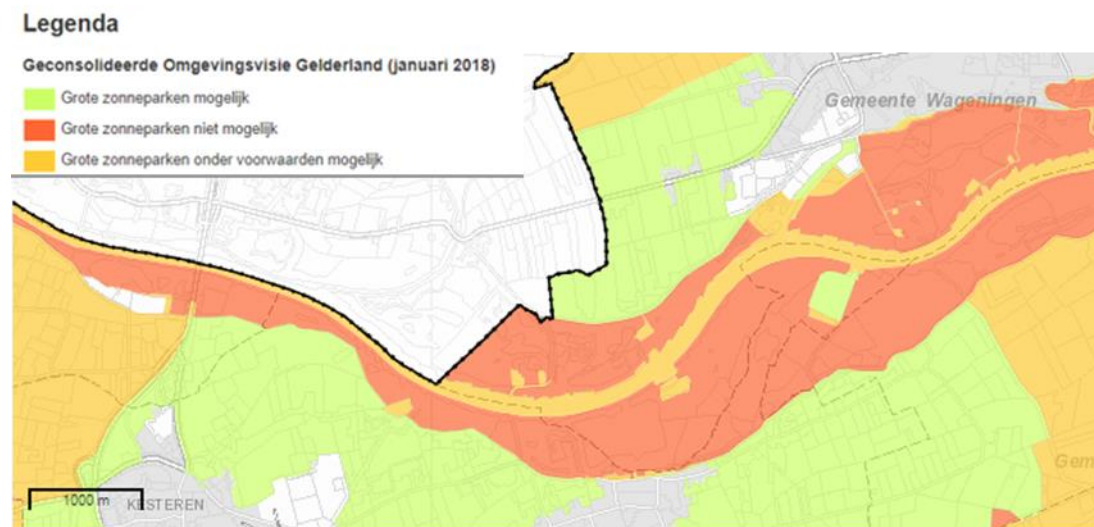 Legenda
Geconsolideerde Omgevingsvisie Gelderland (januari 2018)
Grote zonneparken mogelijk
Grote zonneparken niet mogelijk
Grote zonneparken onder voorwaarden mogelijk
Gemeente Wageningen
Gem
1000 m
KESTEREN